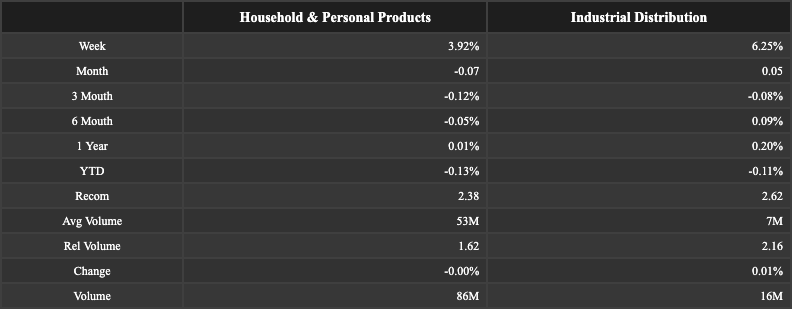 Household & Personal Products Industrial Distribution
Week 3.92% 6.25%
Month -0.07 0.05
3 Mouth -0.12% -0.08%
6 Mouth -0.05% 0.09%
1 Year 0.01% 0.20%
YTD -0.13% -0.11%
Recom 2.38 2.62
Avg Volume 53M 7M
Rel Volume 1.62 2.16
Change -0.00% 0.01%
Volume 86M 16M